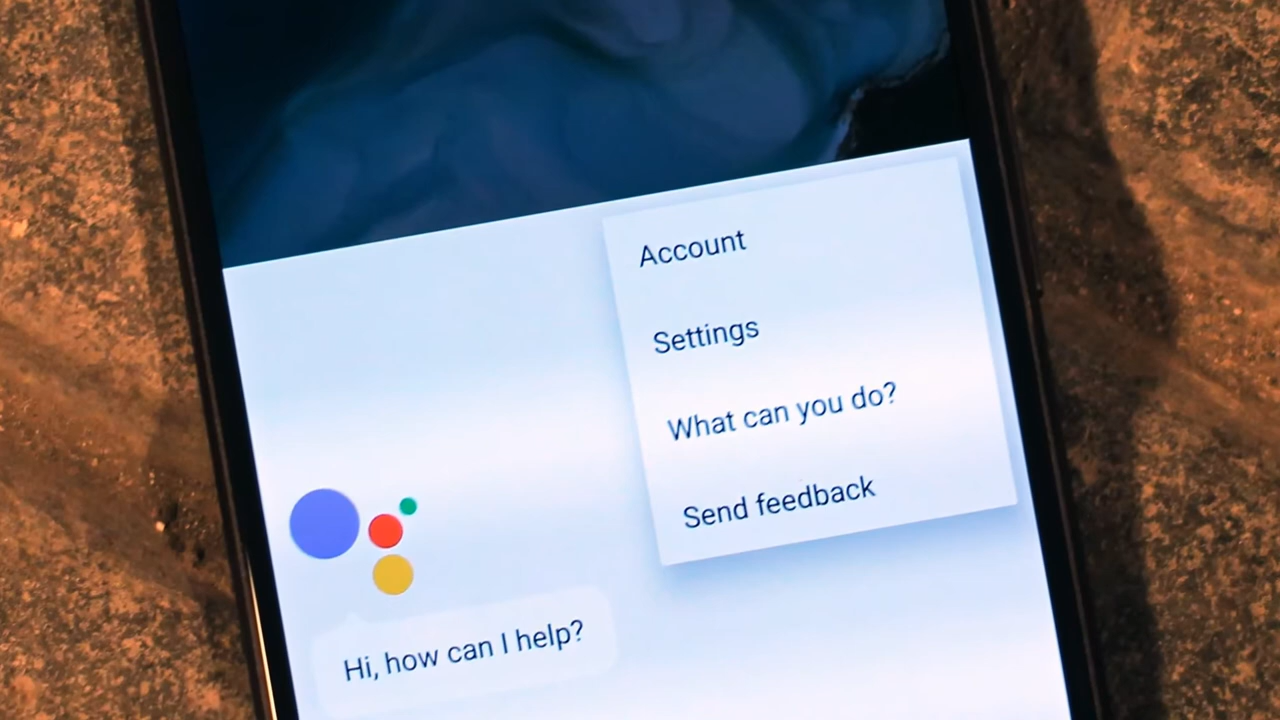 Account
Settings
What can you do?
Send feedback
Hi, how can I help?